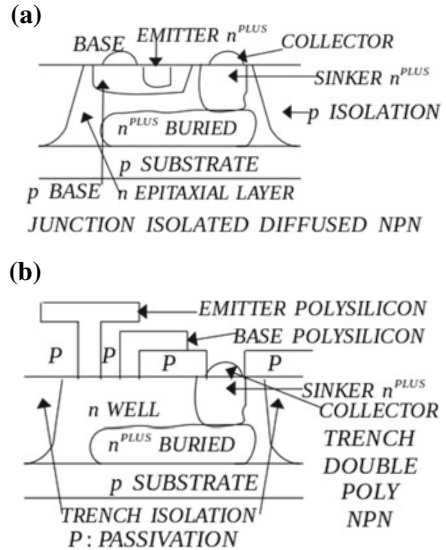 (a)
EMITTER n^PLUS
BASE
COLLECTOR
SINKER n^PLUS
p ISOLATION
n^PLUS BURIED
p SUBSTRATE
p BASE
n EPITAXIAL LAYER
JUNCTION ISOLATED DIFFUSED NPN
(b)
EMITTER POLYSILICON
BASE POLYSILICON
P P P P
SINKER n^PLUS
COLLECTOR
n WELL
n^PLUS BURIED
TRENCH
DOUBLE
p SUBSTRATE
POLY
TRENCH ISOLATION
NPN
P : PASSIVATION